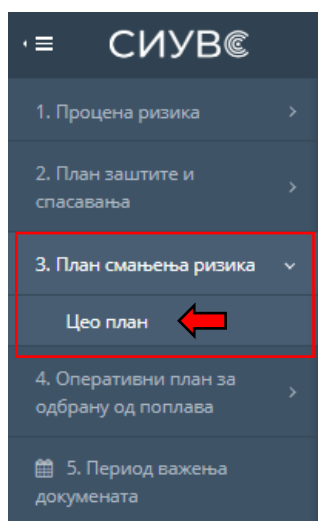 СИУВС
1. Процена ризика
2. План заштите и
спасавања
3. План смањења ризика
Цео план
4. Оперативни план за
одбрану од поплава
5. Период важења
докумената